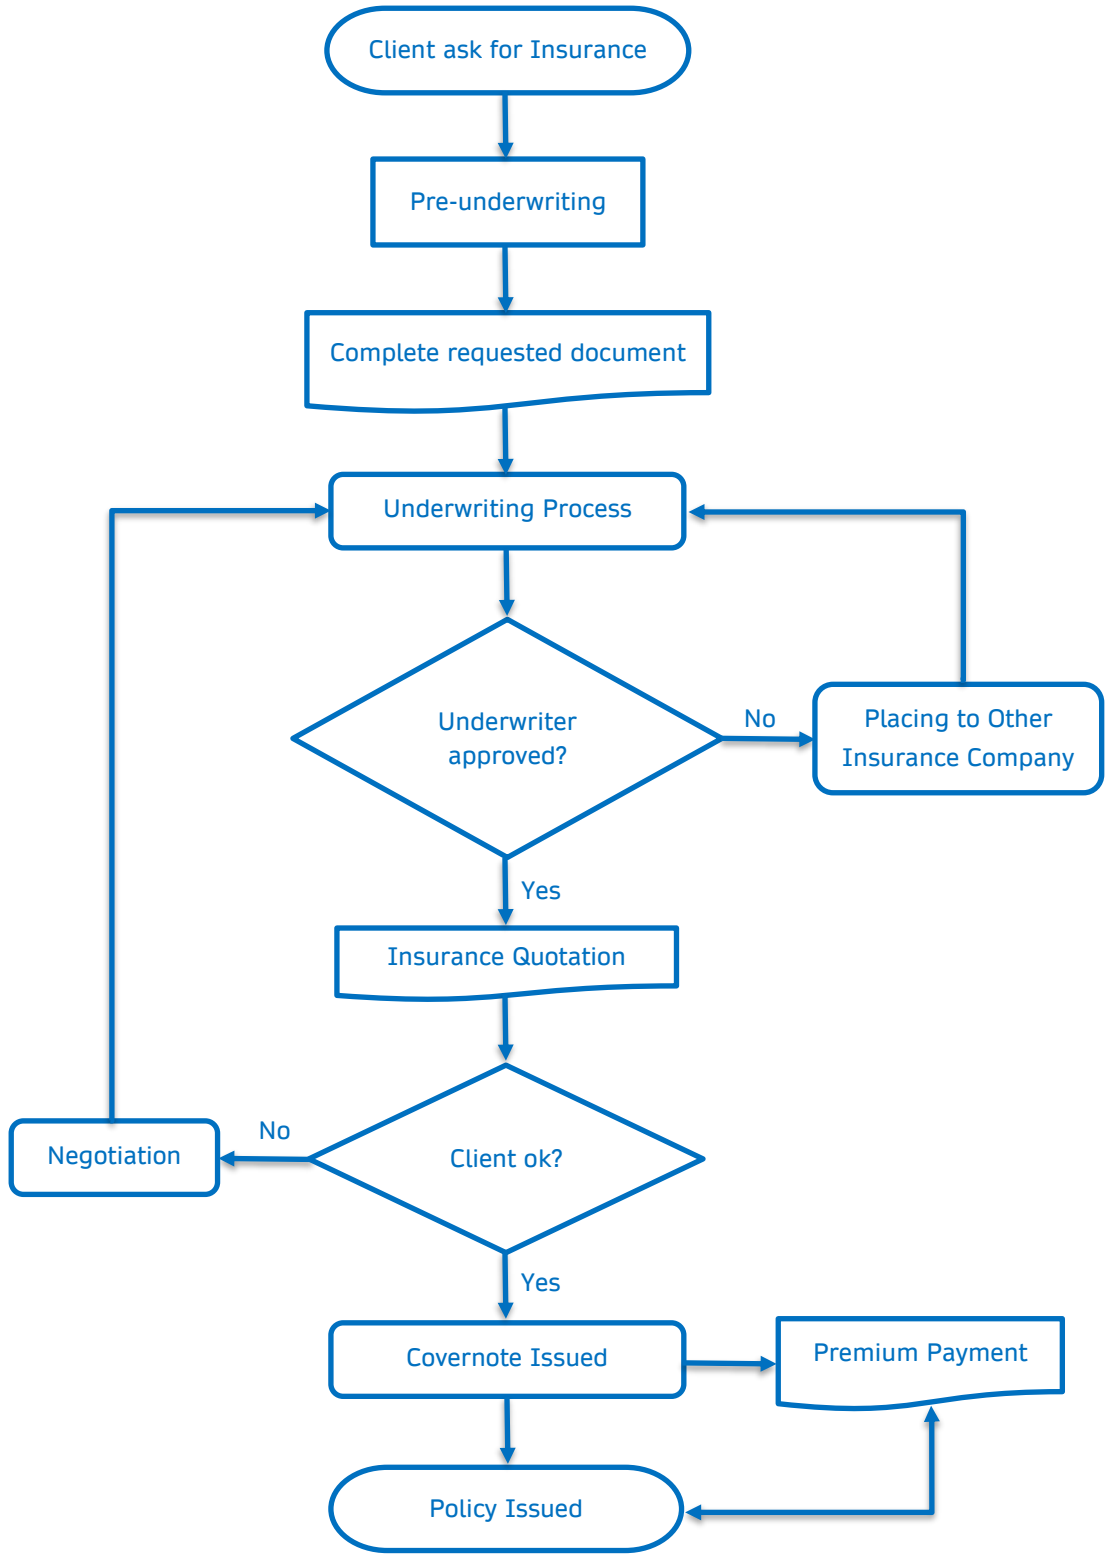 Client ask for Insurance
Pre-underwriting
Complete requested document
Underwriting Process
Underwriter
approved?
No
Placing to Other
Insurance Company
Yes
Insurance Quotation
Client ok?
No
Negotiation
Yes
Covernote Issued
Premium Payment
Policy Issued